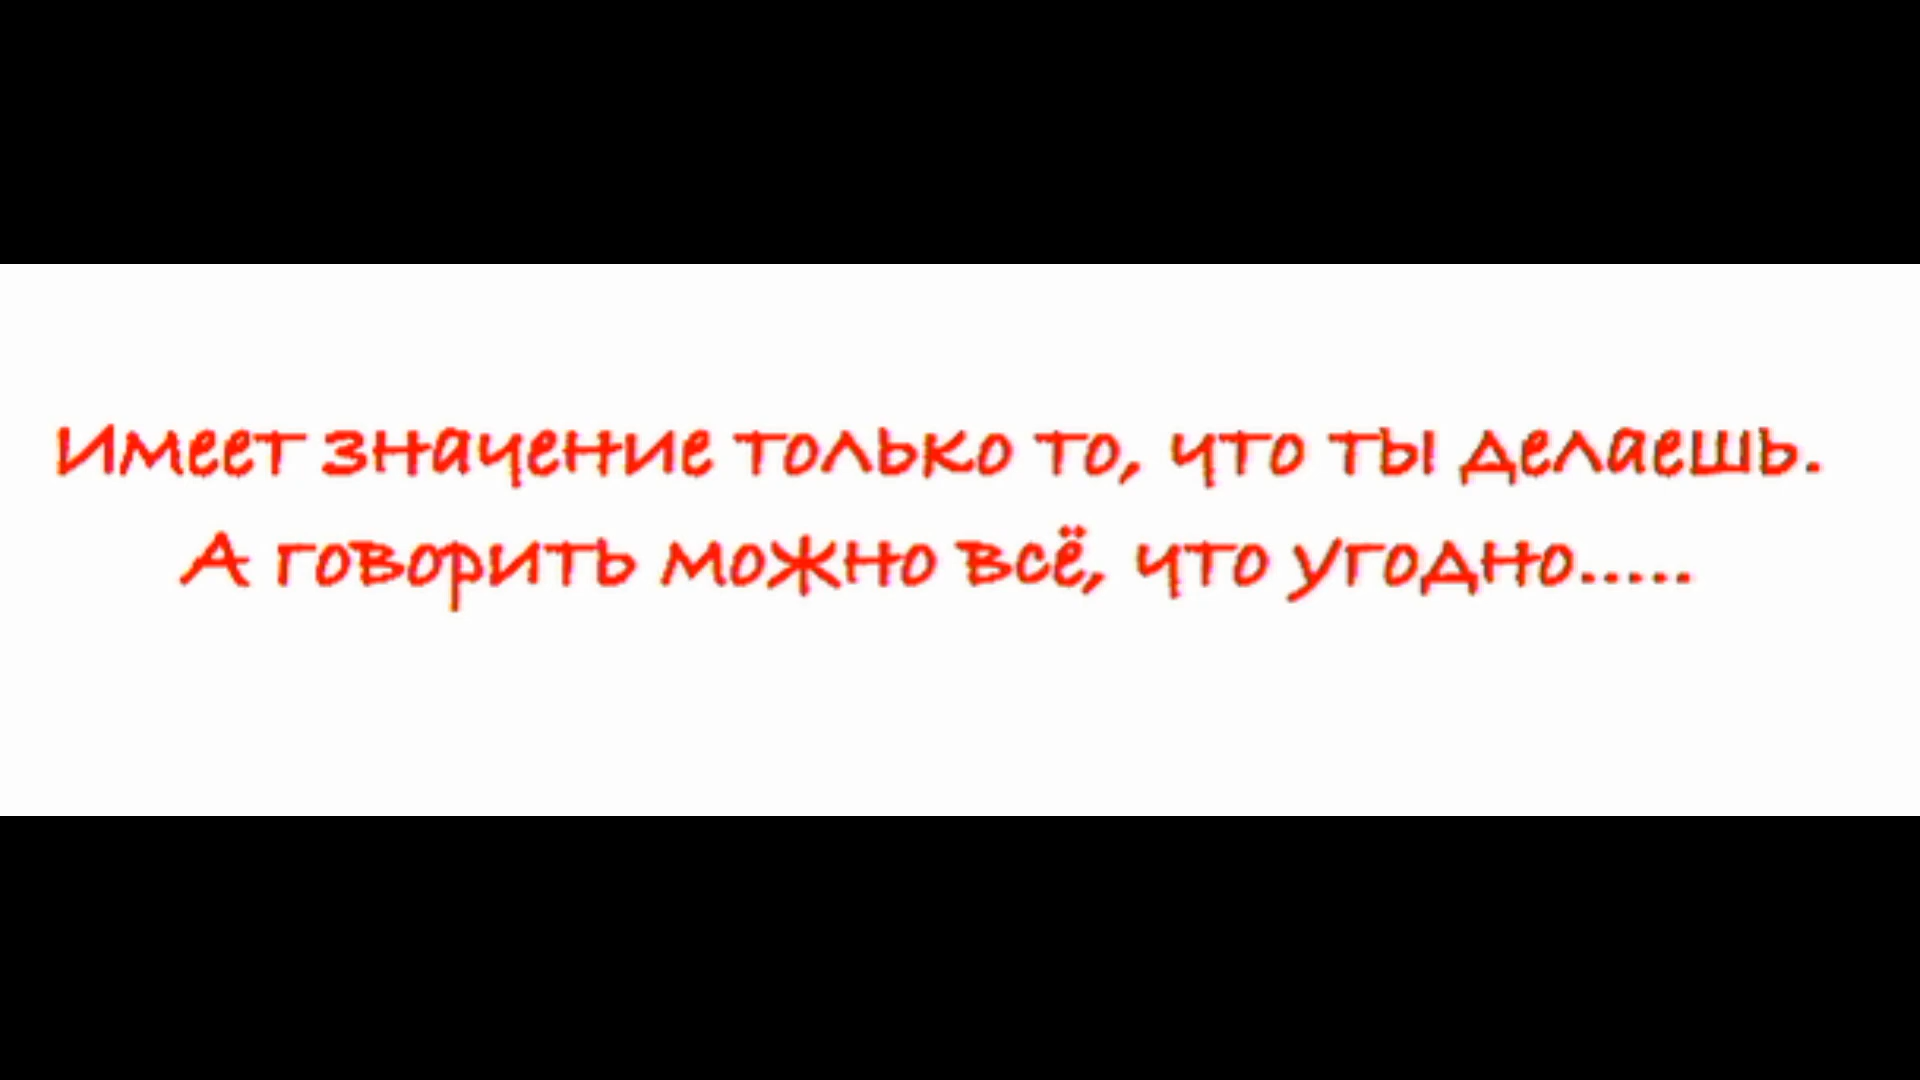 Имеет значение только то, что ты делаешь.
А говорить можно всё, что угодно.....